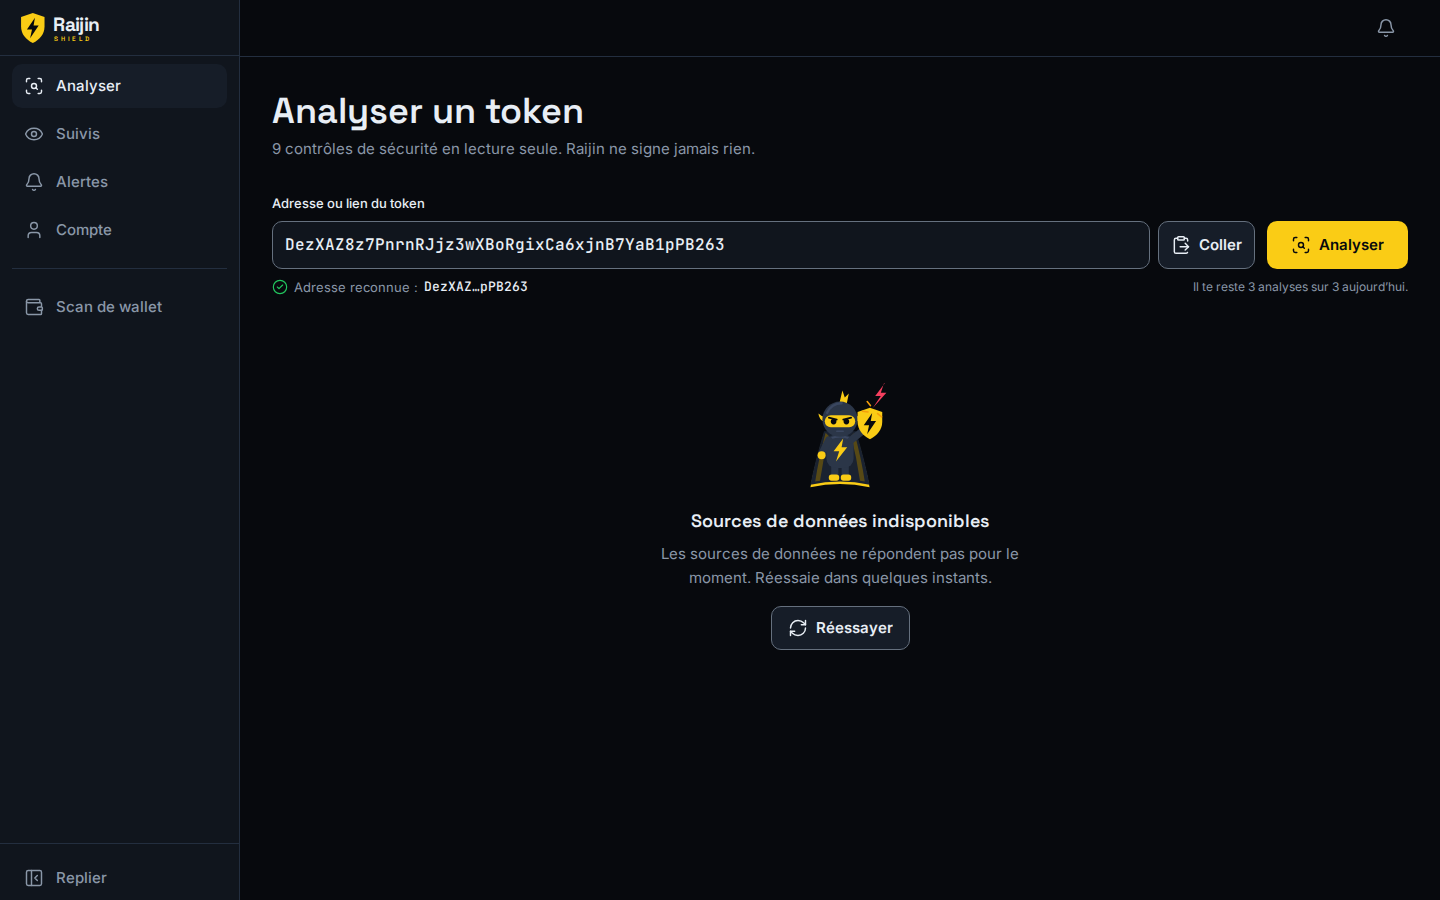 Raijin
SHIELD
Analyser
Suivis
Alertes
Compte
Scan de wallet
Replier
Analyser un token
9 contrôles de sécurité en lecture seule. Raijin ne signe jamais rien.
Adresse ou lien du token
DezXAZ8z7PnrnRJjz3wXBoRgixCa6xjnB7YaB1pPB263
Coller
Analyser
Adresse reconnue : DezXAZ…pPB263
Il te reste 3 analyses sur 3 aujourd'hui.
Sources de données indisponibles
Les sources de données ne répondent pas pour le
moment. Réessaie dans quelques instants.
Réessayer